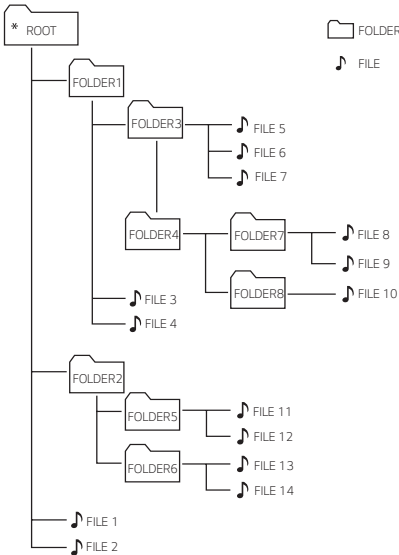 * ROOT
FOLDER
FILE
FOLDER1
FOLDER3
FILE 5
FILE 6
FILE 7
FOLDER4
FOLDER7
FILE 8
FILE 9
FOLDER8
FILE 10
FILE 3
FILE 4
FOLDER2
FOLDER5
FILE 11
FILE 12
FOLDER6
FILE 13
FILE 14
FILE 1
FILE 2